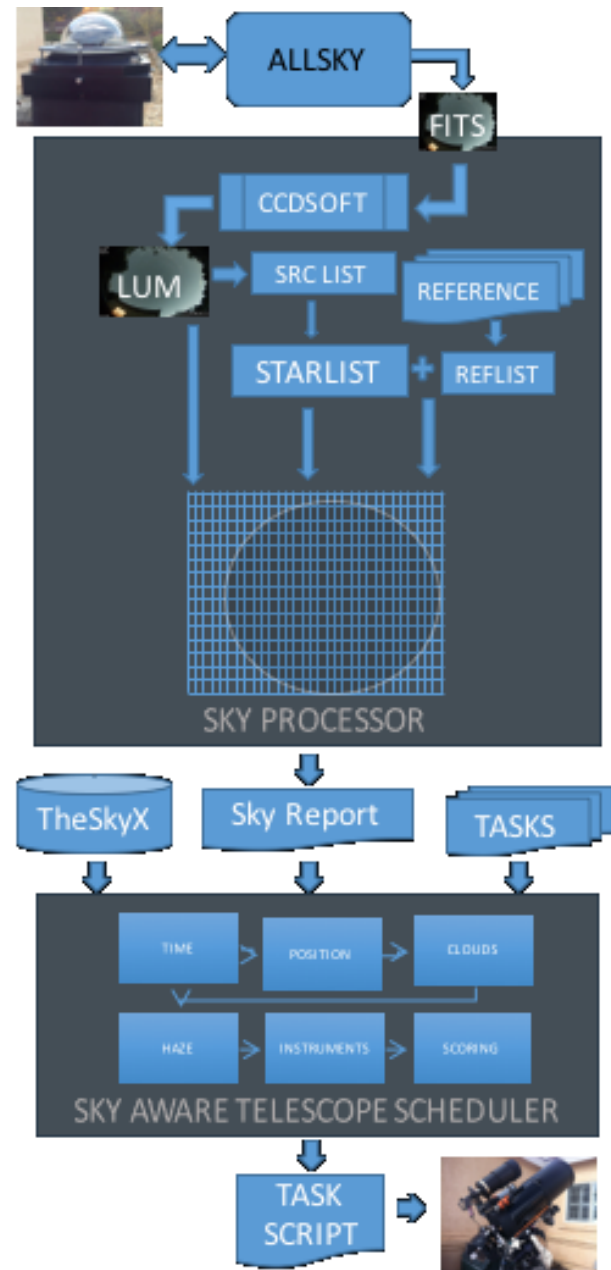 ALLSKY
FITS
CCDSOFT
LUM
SRC LIST
REFERENCE
STARLIST
+
REFLIST
SKY PROCESSOR
TheSkyX
Sky Report
TASKS
TIME
POSITION
CLOUDS
HAZE
INSTRUMENTS
SCORING
SKY AWARE TELESCOPE SCHEDULER
TASK
SCRIPT